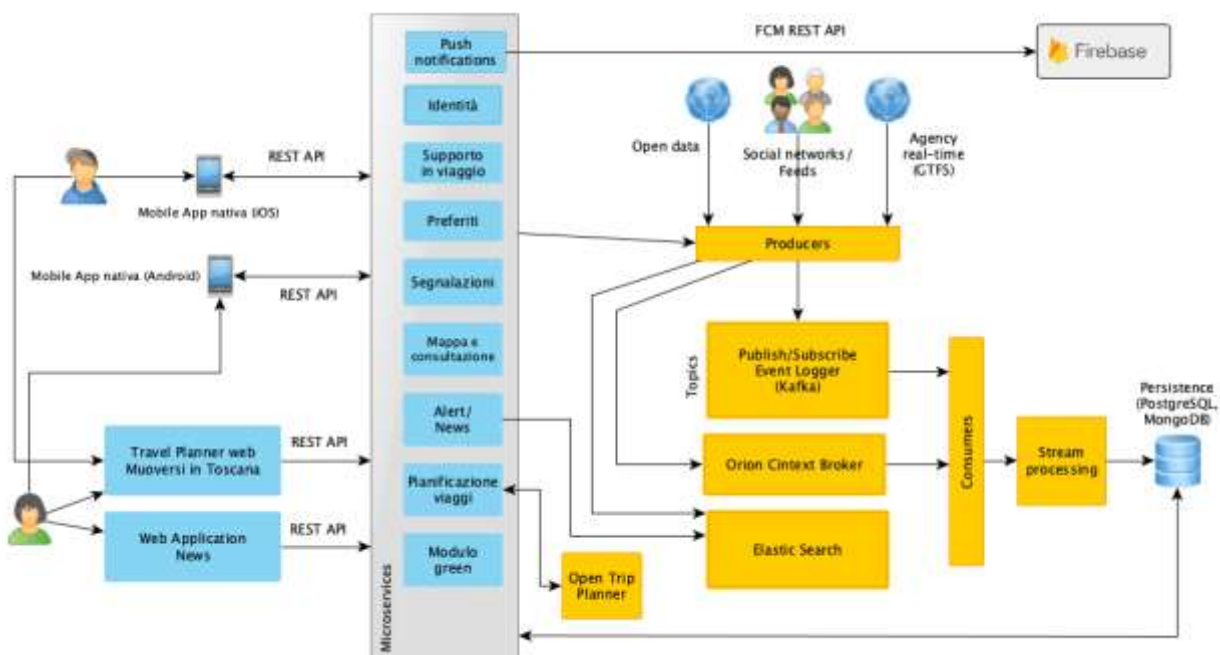 FCM REST API
Firebase
Push
notifications
Identità
Supporto
in viaggio
Preferiti
Segnalazioni
Mappa e
consultazione
Alert/
News
Pianificazione
viaggi
Modulo
green
Microservices
REST API
Mobile App nativa (iOS)
Mobile App nativa (Android)
REST API
Travel Planner web
Muoversi in Toscana
REST API
Web Application
News
REST API
Open data
Social networks /
Feeds
Agency
real-time
(GTFS)
Producers
Topics
Publish/Subscribe
Event Logger
(Kafka)
Orion Cintext Broker
Elastic Search
Open Trip
Planner
Consumers
Stream
processing
Persistence
(PostgreSQL,
MongoDB)